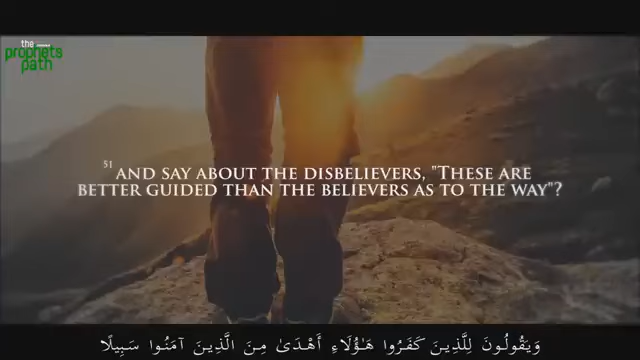 the
prophets
path
51 AND SAY ABOUT THE DISBELIEVERS, "THESE ARE
BETTER GUIDED THAN THE BELIEVERS AS TO THE WAY"?
وَيَقُولُونَ لِلَّذِينَ كَفَرُوا هَٰؤُلَاءِ أَهْدَىٰ مِنَ الَّذِينَ آمَنُوا سَبِيلًا